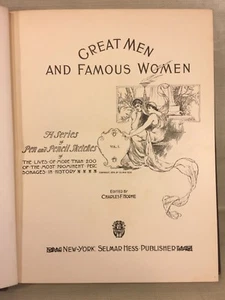 GREAT MEN
AND FAMOUS WOMEN
A Series
of
Pen and Pencil Sketches
of
THE LIVES OF MORE THAN 200
OF THE MOST PROMINENT PER-
SONAGES IN HISTORY
VOL. I.
EDITED BY
CHARLES F. HORNE
NEW-YORK: SELMAR HESS PUBLISHER